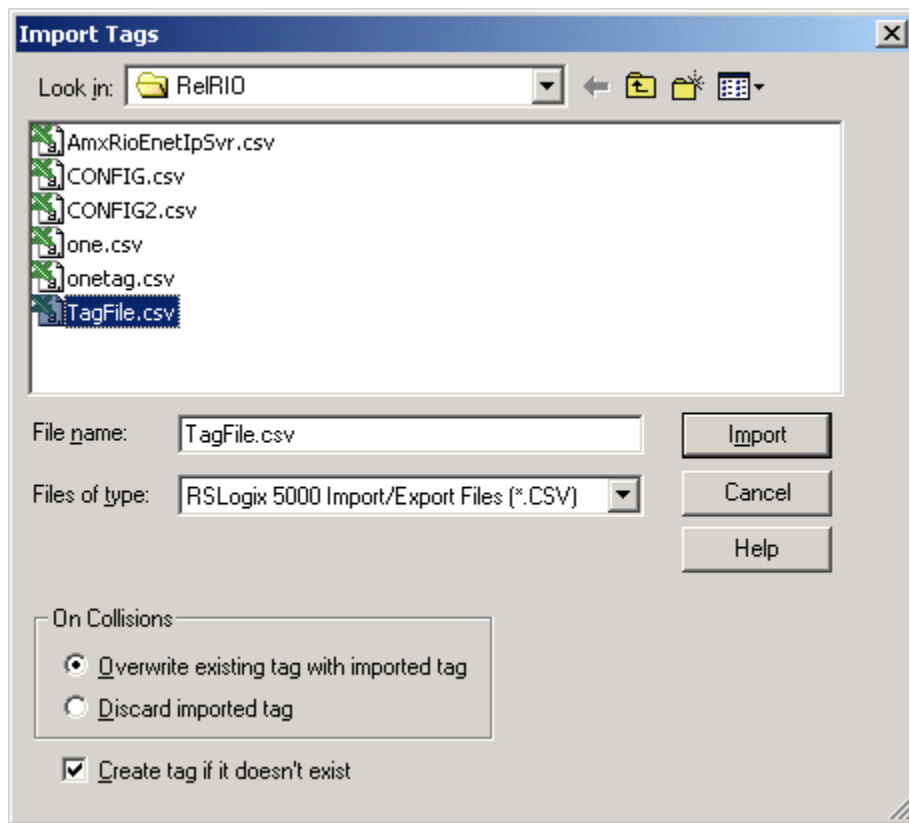 Import Tags
Look in: RelRIO
AmxRioEnetIpSvr.csv
CONFIG.csv
CONFIG2.csv
one.csv
onetag.csv
TagFile.csv
File name: TagFile.csv Import
Files of type: RSLogix 5000 Import/Export Files (*.CSV) Cancel
Help
On Collisions
Overwrite existing tag with imported tag
Discard imported tag
Create tag if it doesn't exist